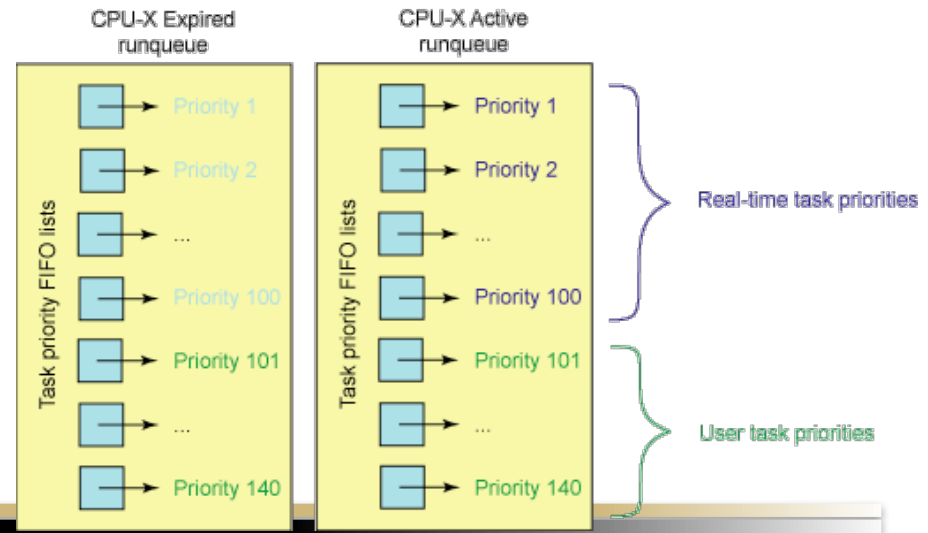 CPU-X Expired
runqueue
Task priority FIFO lists
Priority 1
Priority 2
...
Priority 100
Priority 101
...
Priority 140
CPU-X Active
runqueue
Task priority FIFO lists
Priority 1
Priority 2
...
Priority 100
Priority 101
...
Priority 140
Real-time task priorities
User task priorities